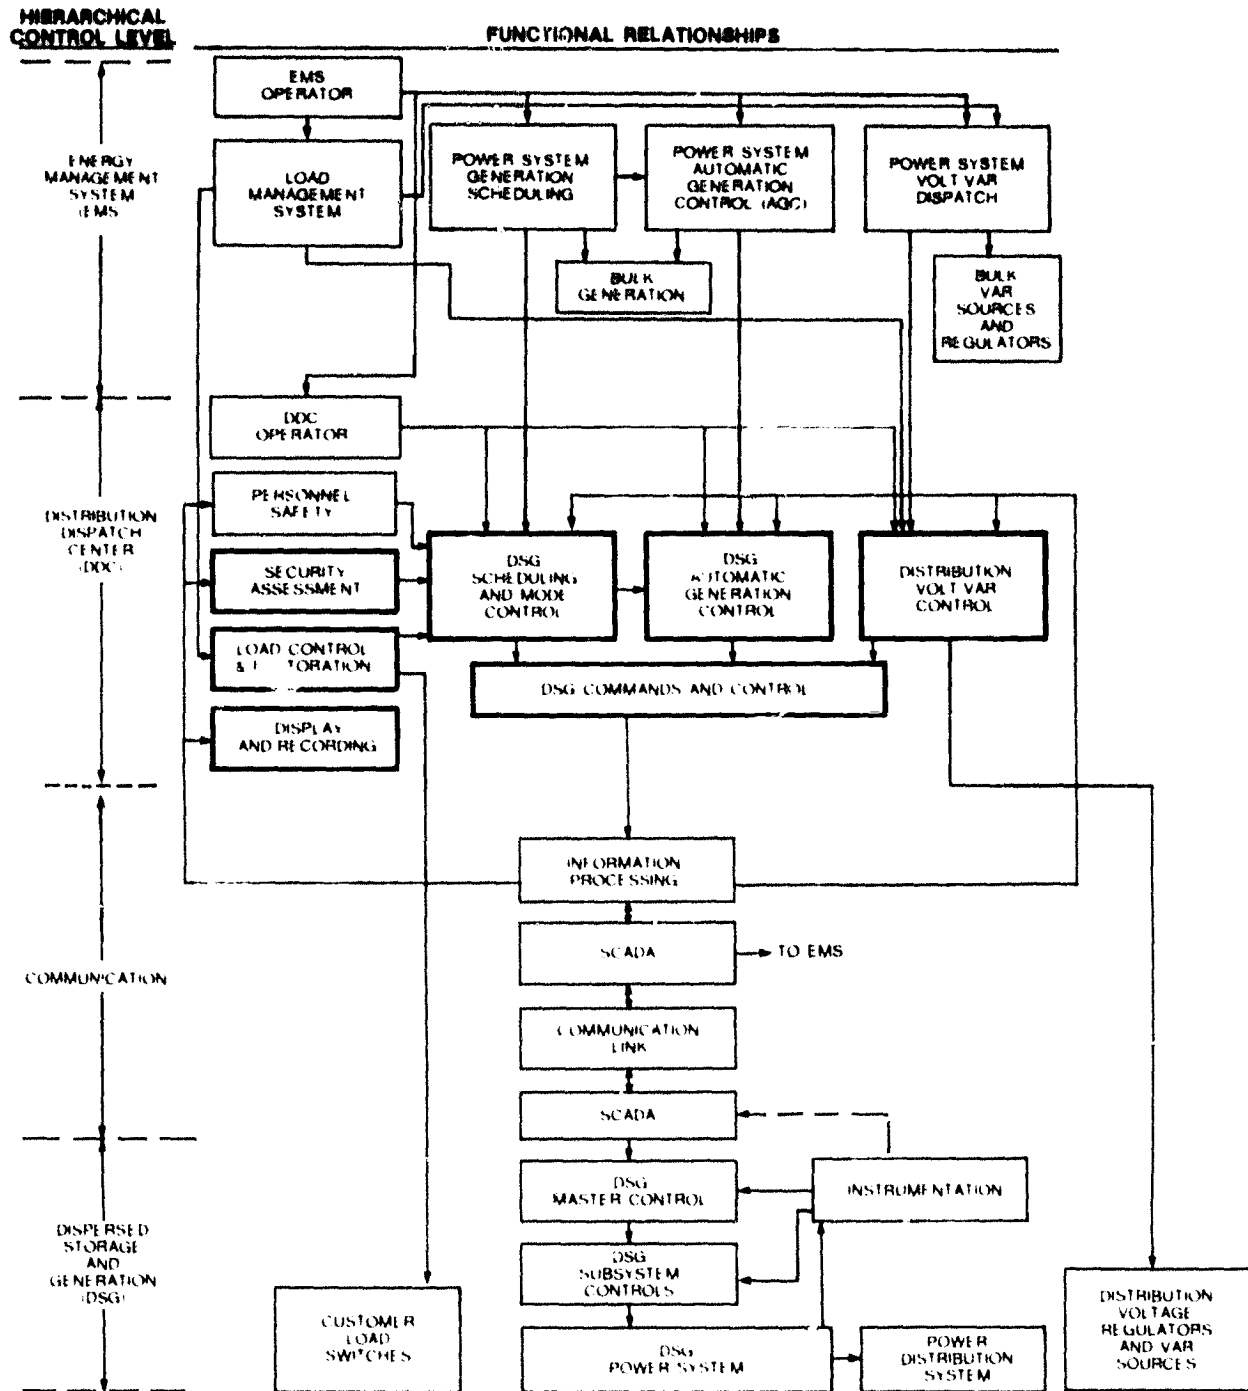 HIERARCHICAL
CONTROL LEVEL
FUNCTIONAL RELATIONSHIPS
ENERGY
MANAGEMENT
SYSTEM
(EMS
EMS
OPERATOR
LOAD
MANAGEMENT
SYSTEM
POWER SYSTEM
GENERATION
SCHEDULING
POWER SYSTEM
AUTOMATIC
GENERATION
CONTROL (AGC)
POWER SYSTEM
VOLT VAR
DISPATCH
BULK
GENERATION
BULK
VAR
SOURCES
AND
REGULATORS
DISTRIBUTION
DISPATCH
CENTER
(DDC)
DDC
OPERATOR
PERSONNEL
SAFETY
SECURITY
ASSESSMENT
LOAD CONTROL
&
DISPLAY
AND RECORDING
DSG
SCHEDULING
AND MODE
CONTROL
DSG
AUTOMATIC
GENERATION
CONTROL
DISTRIBUTION
VOLT VAR
CONTROL
DSG COMMANDS AND CONTROL
COMMUNICATION
INFORMATION
PROCESSING
SCADA
TO EMS
COMMUNICATION
LINK
SCADA
DISPERSED
STORAGE
AND
GENERATION
(DSG)
DSG
MASTER CONTROL
INSTRUMENTATION
DSG
SUBSYSTEM
CONTROLS
CUSTOMER
LOAD
SWITCHES
DSG
POWER SYSTEM
POWER
DISTRIBUTION
SYSTEM
DISTRIBUTION
VOLTAGE
REGULATORS
AND VAR
SOURCES